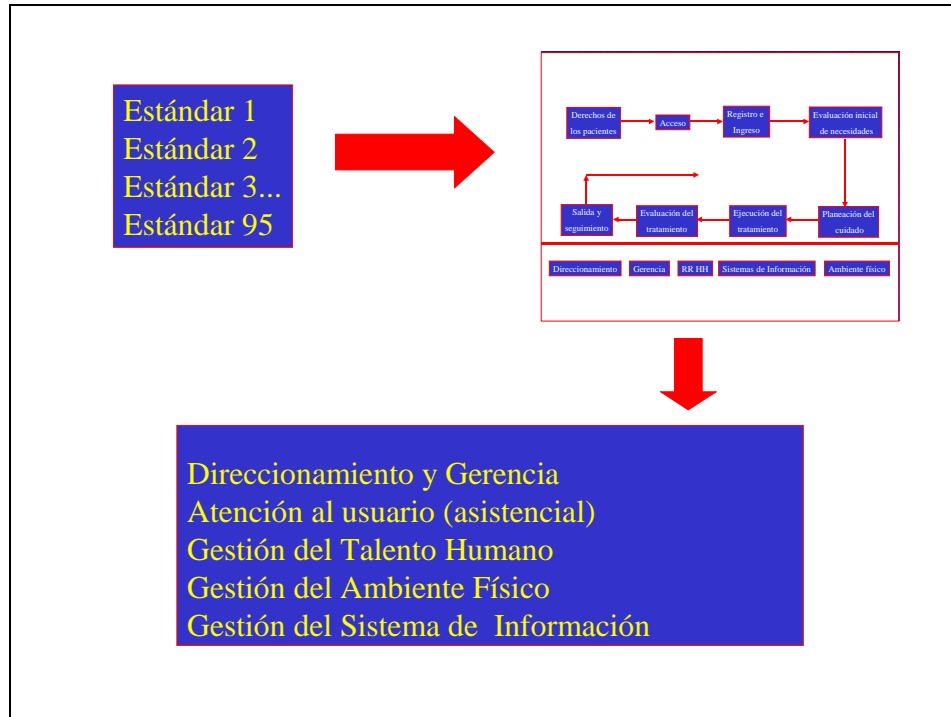 Estándar 1
Estándar 2
Estándar 3...
Estándar 95
Derechos de
los pacientes
Acceso
Registro e
Ingreso
Evaluación inicial
de necesidades
Salida y
seguimiento
Evaluación del
tratamiento
Ejecución del
tratamiento
Planeación del
cuidado
Direccionamiento
Gerencia
RR HH
Sistemas de Información
Ambiente físico
Direccionamiento y Gerencia
Atención al usuario (asistencial)
Gestión del Talento Humano
Gestión del Ambiente Físico
Gestión del Sistema de Información